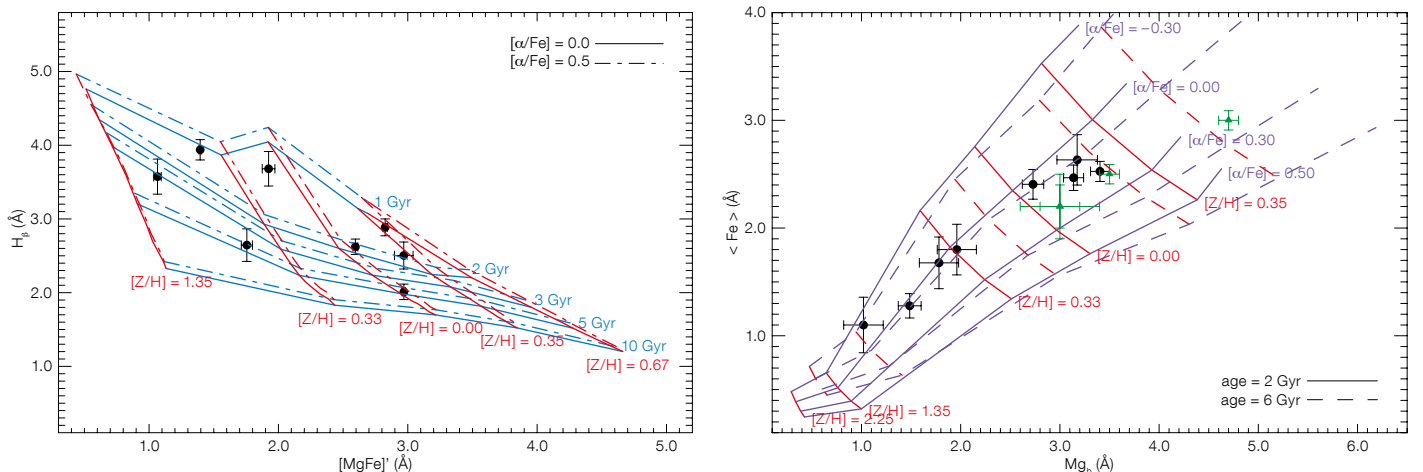 [α/Fe] = 0.0
[α/Fe] = 0.5
5.0
4.0
3.0
2.0
1.0
Hβ (Å)
1 Gyr
2 Gyr
3 Gyr
5 Gyr
10 Gyr
[Z/H] = 1.35
[Z/H] = 0.33
[Z/H] = 0.00
[Z/H] = 0.35
[Z/H] = 0.67
1.0 2.0 3.0 4.0 5.0
[MgFe]' (Å)
4.0
3.0
2.0
1.0
< Fe > (Å)
[α/Fe] = −0.30
[α/Fe] = 0.00
[α/Fe] = 0.30
[α/Fe] = 0.50
[Z/H] = 0.35
[Z/H] = 0.00
[Z/H] = 0.33
[Z/H] = 1.35
[Z/H] = 2.25
age = 2 Gyr
age = 6 Gyr
1.0 2.0 3.0 4.0 5.0 6.0
Mgb (Å)